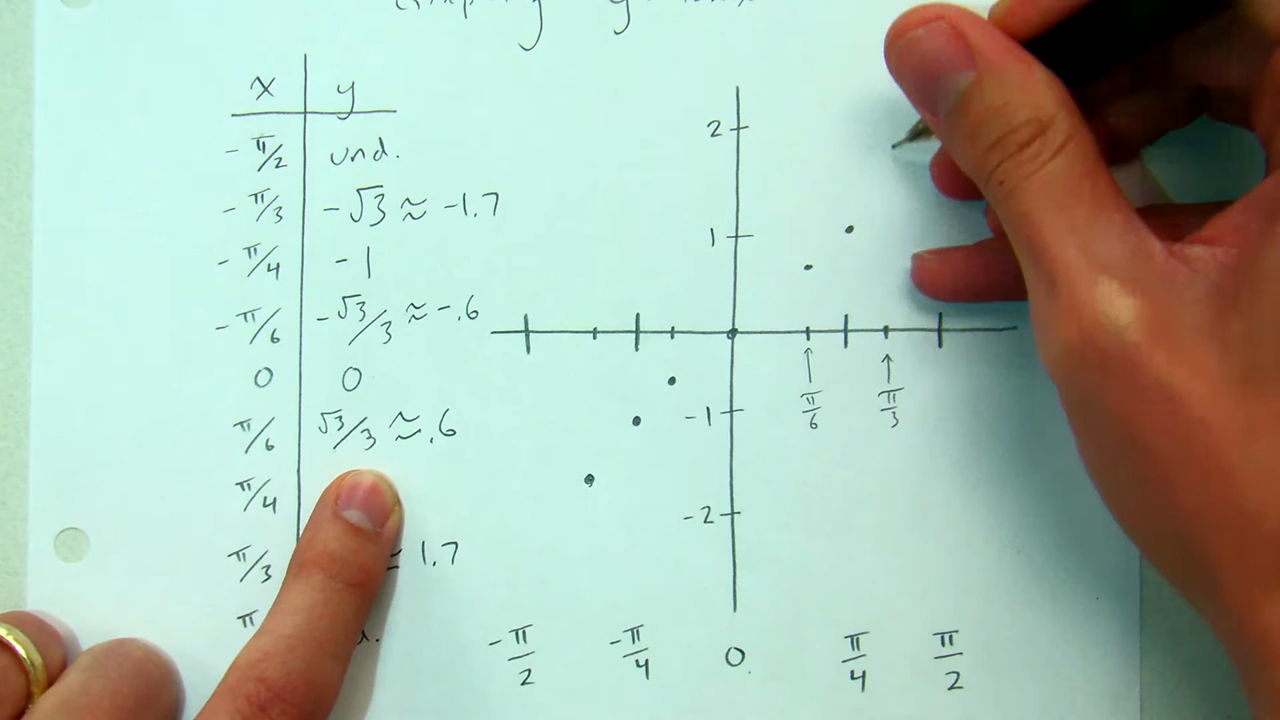 x y
-π/2 und.
-π/3 -√3 ≈ -1.7
-π/4 -1
-π/6 -√3/3 ≈ -.6
0 0
π/6 √3/3 ≈ .6
π/4
π/3 1.7
π
2
1
-1
-2
π/6 π/3
-π/2 -π/4 0 π/4 π/2